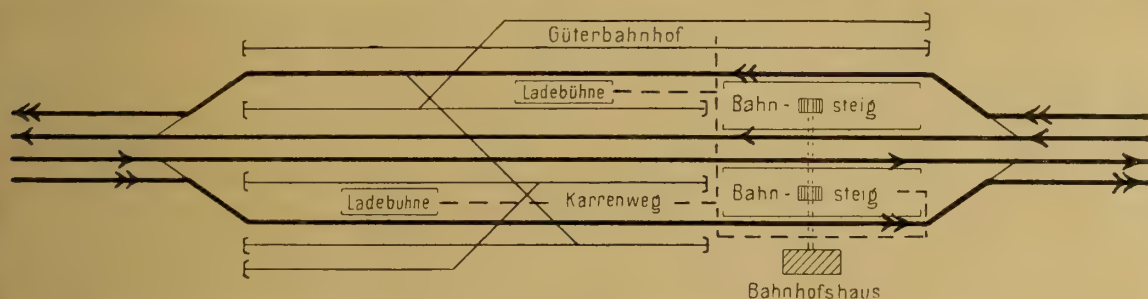 Güterbahnhof
Ladebühne
Bahn- steig
Bahn- steig
Ladebuhne
Karrenweg
Bahnhofshaus